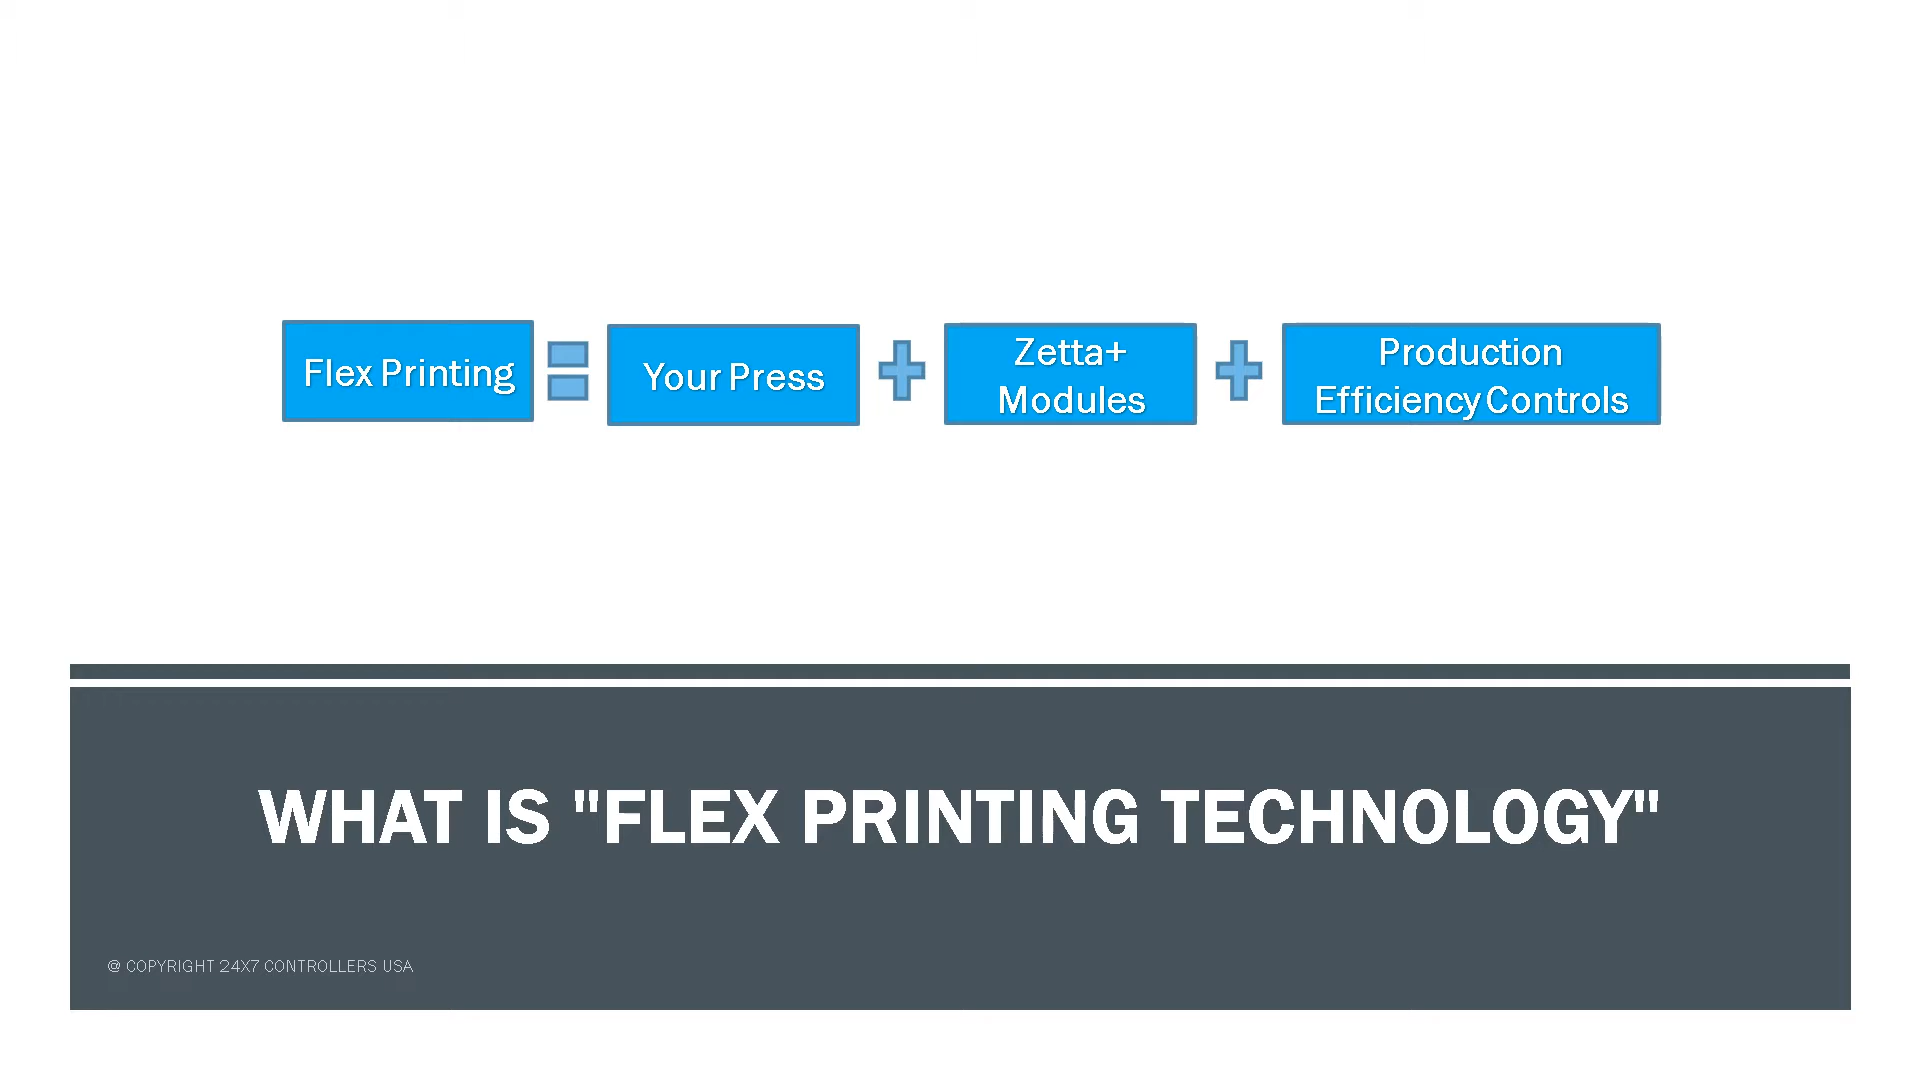 Flex Printing
Your Press
Zetta+
Modules
Production
Efficiency Controls
WHAT IS "FLEX PRINTING TECHNOLOGY"
@ COPYRIGHT 24X7 CONTROLLERS USA